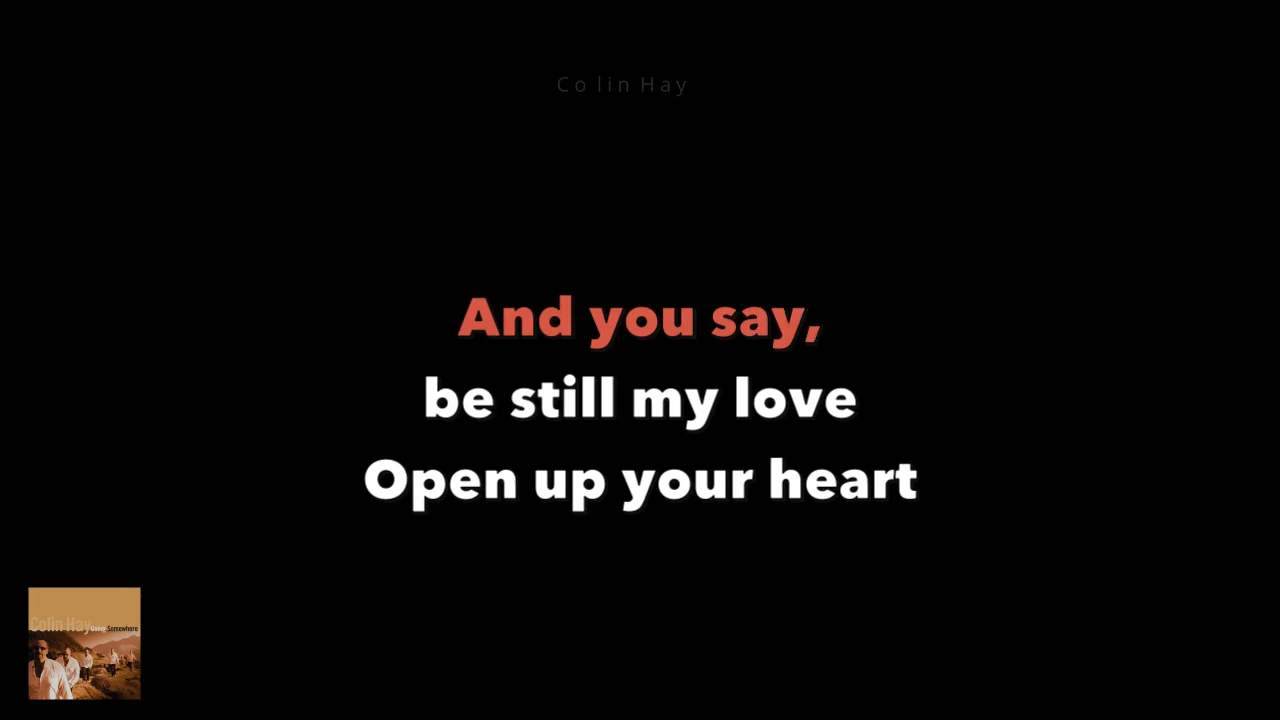 Colin Hay
And you say,
be still my love
Open up your heart
Colin Hay Going Somewhere